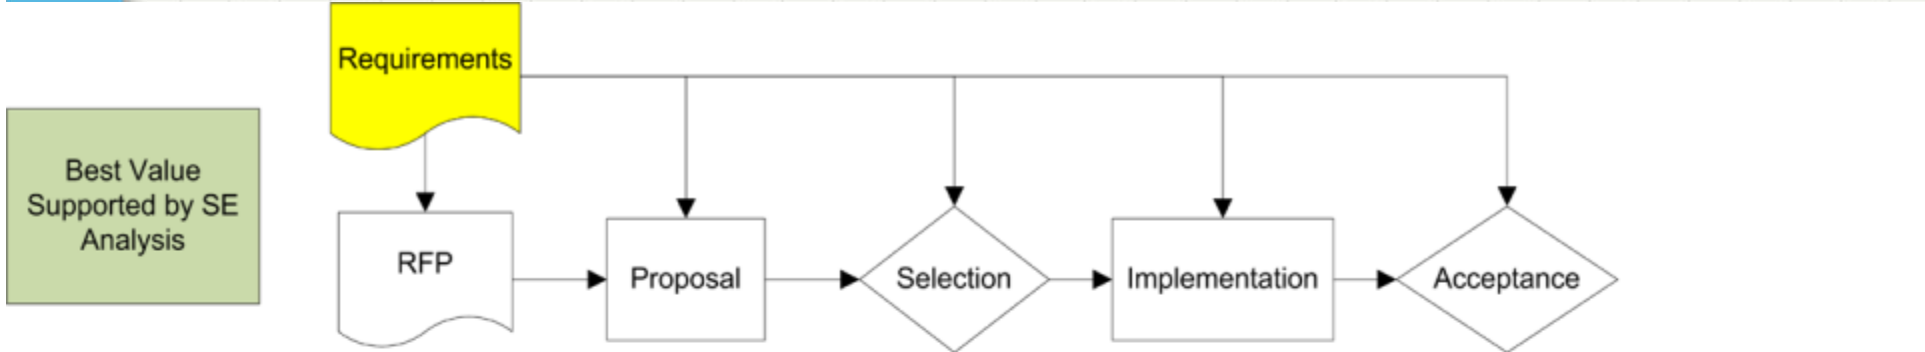 Requirements
Best Value
Supported by SE
Analysis
RFP
Proposal
Selection
Implementation
Acceptance